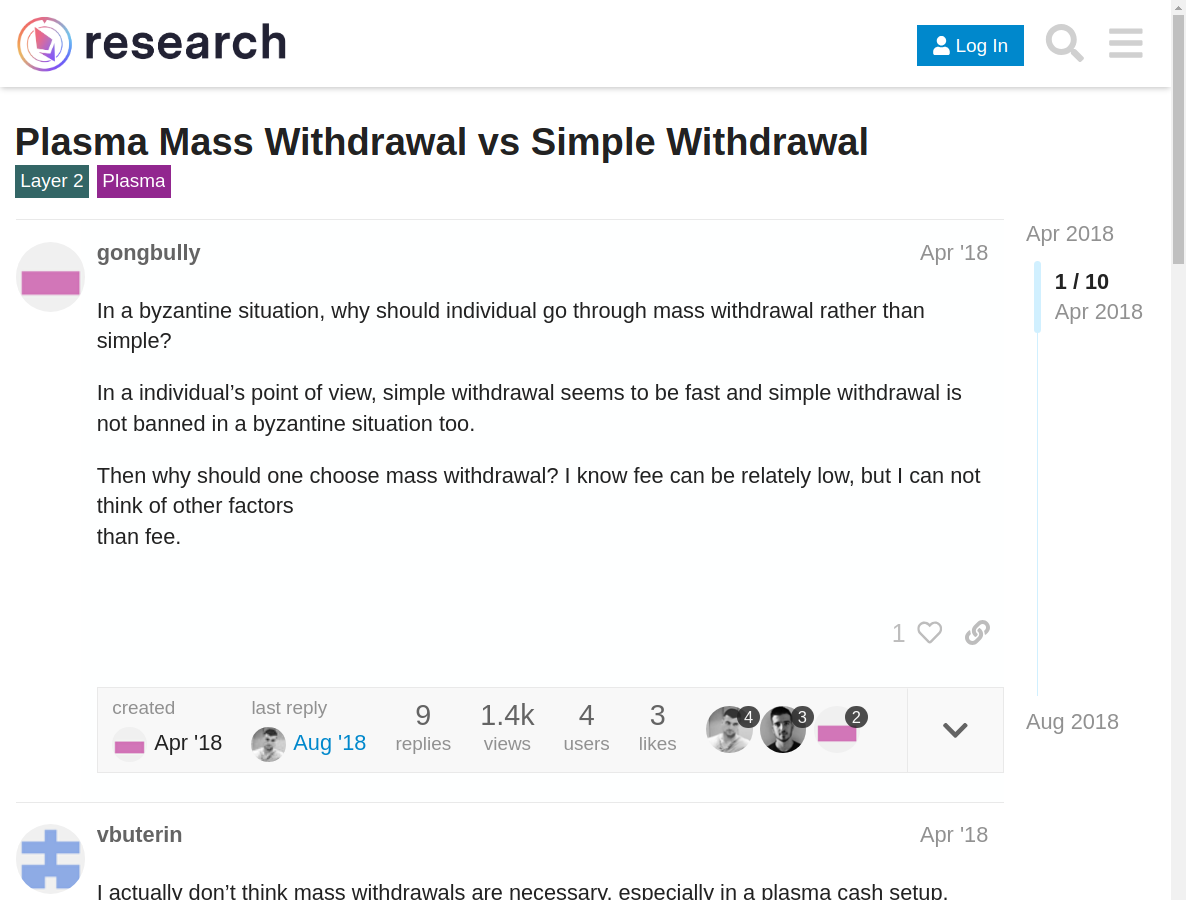 research
Log In
Plasma Mass Withdrawal vs Simple Withdrawal
Layer 2 Plasma
gongbully Apr '18
In a byzantine situation, why should individual go through mass withdrawal rather than
simple?
In a individual’s point of view, simple withdrawal seems to be fast and simple withdrawal is
not banned in a byzantine situation too.
Then why should one choose mass withdrawal? I know fee can be relately low, but I can not
think of other factors
than fee.
1
created last reply 9 1.4k 4 3 4 3 2
Apr '18 Aug '18 replies views users likes
vbuterin Apr '18
I actually don’t think mass withdrawals are necessary, especially in a plasma cash setup.
Apr 2018
1 / 10
Apr 2018
Aug 2018